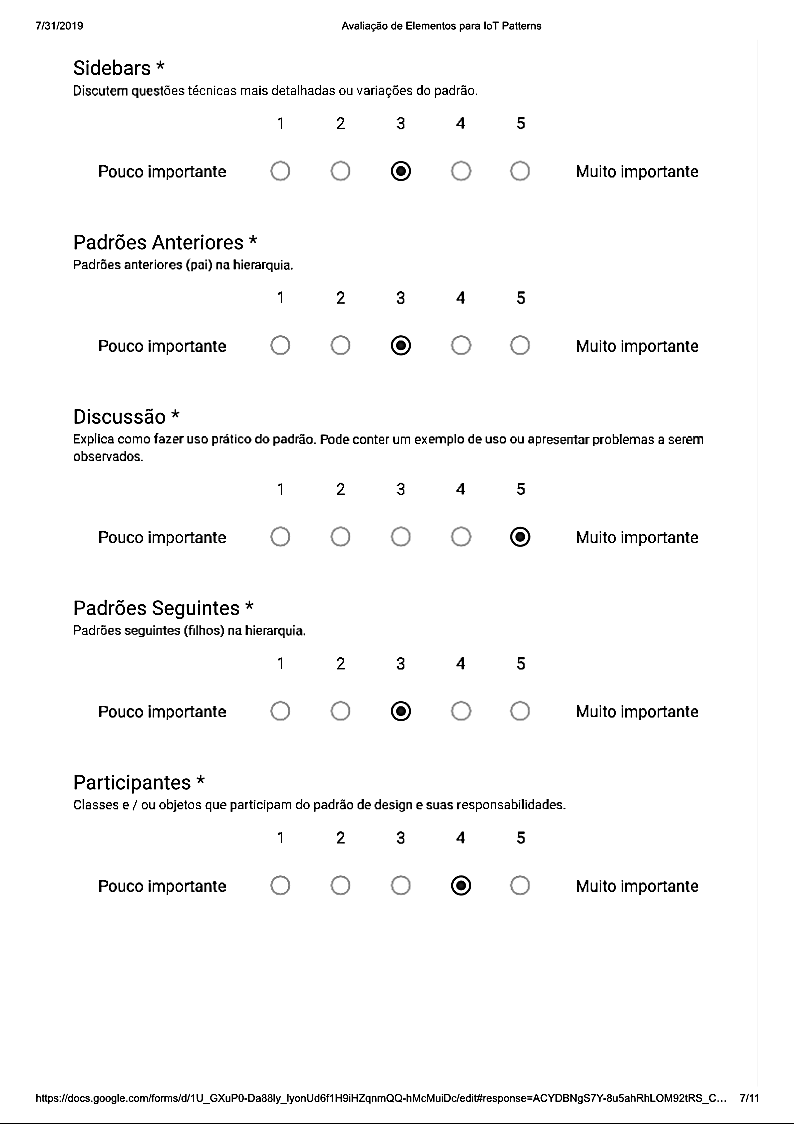 7/31/2019 Avaliação de Elementos para IoT Patterns
Sidebars *
Discutem questões técnicas mais detalhadas ou variações do padrão.
1 2 3 4 5
Pouco importante Muito importante
Padrões Anteriores *
Padrões anteriores (pai) na hierarquia.
1 2 3 4 5
Pouco importante Muito importante
Discussão *
Explica como fazer uso prático do padrão. Pode conter um exemplo de uso ou apresentar problemas a serem
observados.
1 2 3 4 5
Pouco importante Muito importante
Padrões Seguintes *
Padrões seguintes (filhos) na hierarquia.
1 2 3 4 5
Pouco importante Muito importante
Participantes *
Classes e / ou objetos que participam do padrão de design e suas responsabilidades.
1 2 3 4 5
Pouco importante Muito importante
https://docs.google.com/forms/d/1U_GXuP0-Da88ly_lyonUd6f1H9iHZqnmQQ-hMcMuiDc/edit#response=ACYDBNgS7Y-8u5ahRhLOM92tRS_C... 7/11